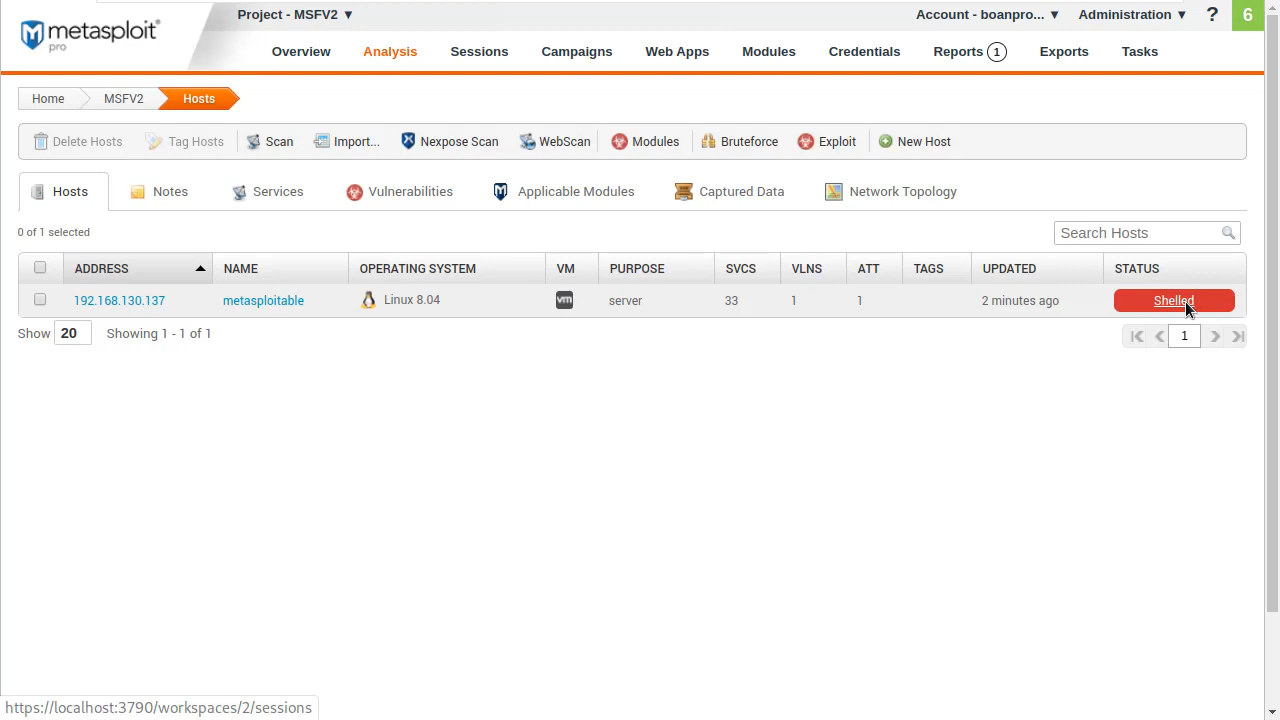 Project - MSFV2 ▼
Account - boanpro... ▼
Administration ▼
?
6
metasploit®
pro
Overview
Analysis
Sessions
Campaigns
Web Apps
Modules
Credentials
Reports 1
Exports
Tasks
Home
MSFV2
Hosts
Delete Hosts
Tag Hosts
Scan
Import...
Nexpose Scan
WebScan
Modules
Bruteforce
Exploit
New Host
Hosts
Notes
Services
Vulnerabilities
Applicable Modules
Captured Data
Network Topology
0 of 1 selected
Search Hosts
ADDRESS NAME OPERATING SYSTEM VM PURPOSE SVCS VLNS ATT TAGS UPDATED STATUS
192.168.130.137 metasploitable Linux 8.04 vm server 33 1 1 2 minutes ago Shelled
Show 20 Showing 1 - 1 of 1
1
https://localhost:3790/workspaces/2/sessions